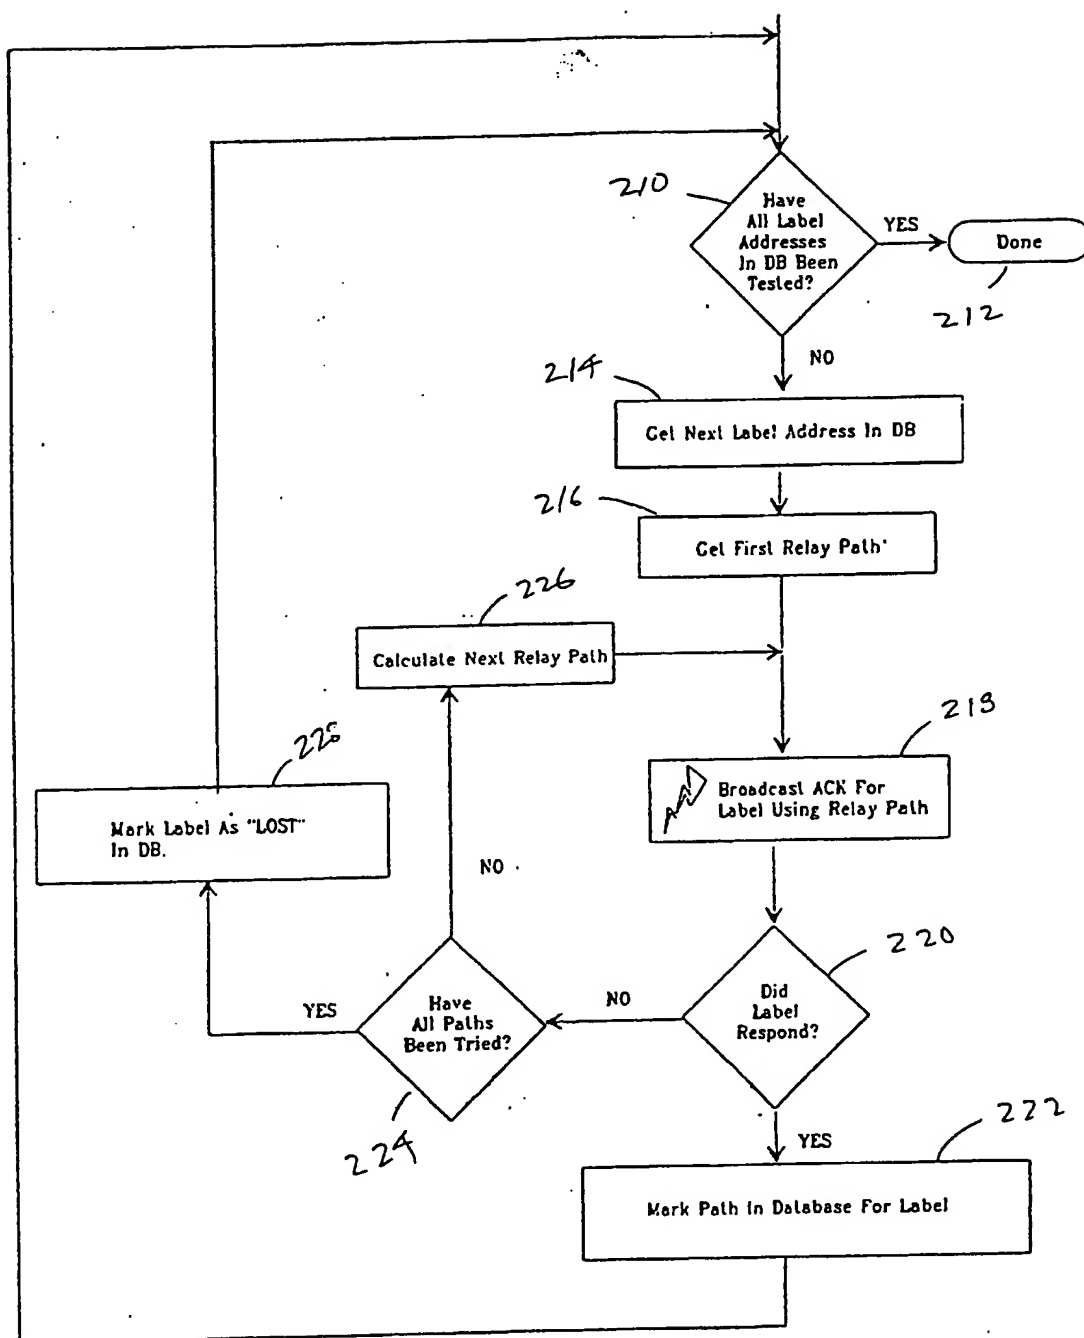 210
Have
All Label
Addresses
In DB Been
Tested?
YES
Done
212
NO
214
Get Next Label Address In DB
216
Get First Relay Path
226
Calculate Next Relay Path
218
Broadcast ACK For
Label Using Relay Path
228
Mark Label As "LOST"
In DB.
NO
220
Did
Label
Respond?
NO
Have
All Paths
Been Tried?
YES
224
YES
222
Mark Path in Database For Label